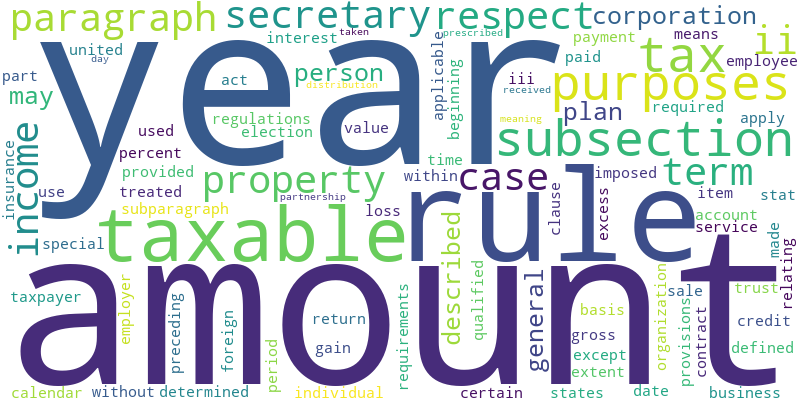 paragraph
secretary
respect
corporation
year
amount
rule
taxable
purposes
subsection
tax
ii
term
income
property
case
person
plan
may
general
described
united
day
part
interest
taken
prescribed
payment
means
paid
employee
applicable
beginning
iii
received
act
distribution
meaning
required
apply
regulations
election
value
used
percent
provided
treated
time
within
imposed
item
stat
insurance
use
partnership
subparagraph
special
loss
clause
excess
account
service
made
relating
taxpayer
employer
preceding
foreign
return
gain
period
requirements
qualified
basis
gross
except
extent
organization
provisions
sale
contract
trust
credit
defined
calendar
without
determined
individual
certain
states
date
business